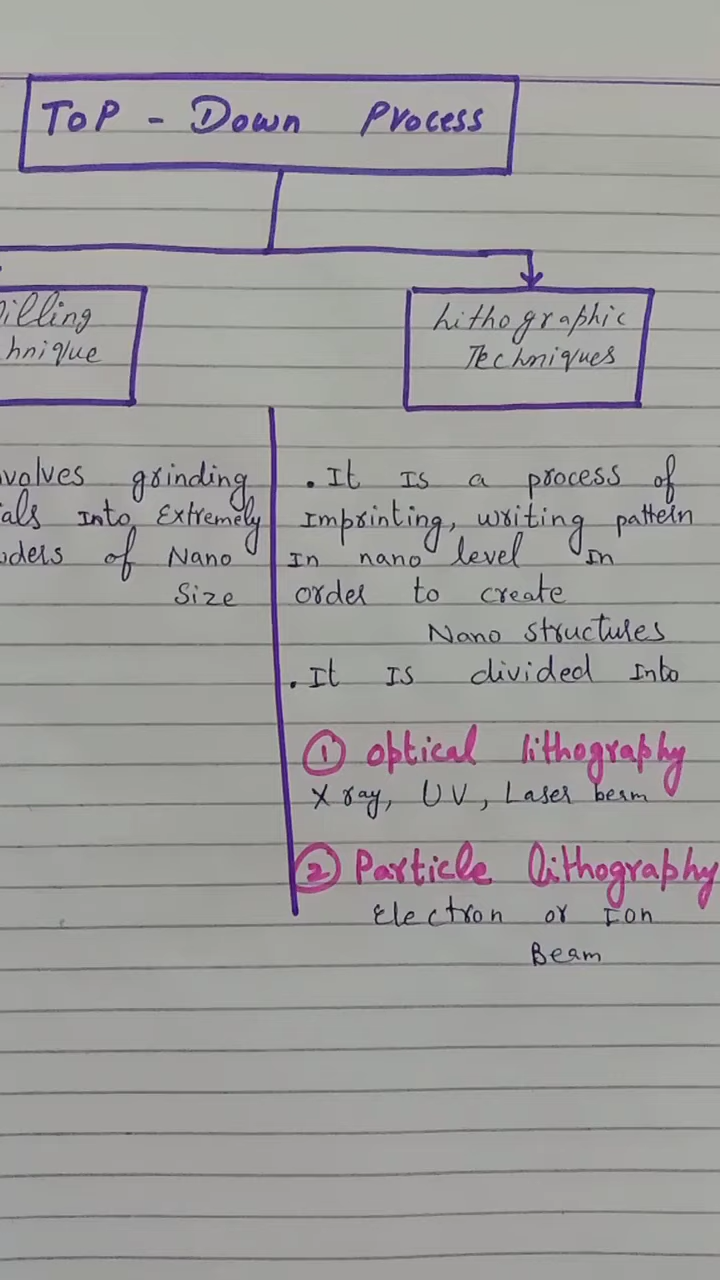 ToP - Down Process
illing
hnique
Lithographic
Techniques
volves grinding
als Into Extremely
ders of Nano
Size
. It Is a process of
Imprinting, writing pattern
In nano level In
order to create
Nano structures
. It Is divided Into
① optical lithography
X ray, UV, Laser beam
② Particle lithography
Electron or Ion
Beam